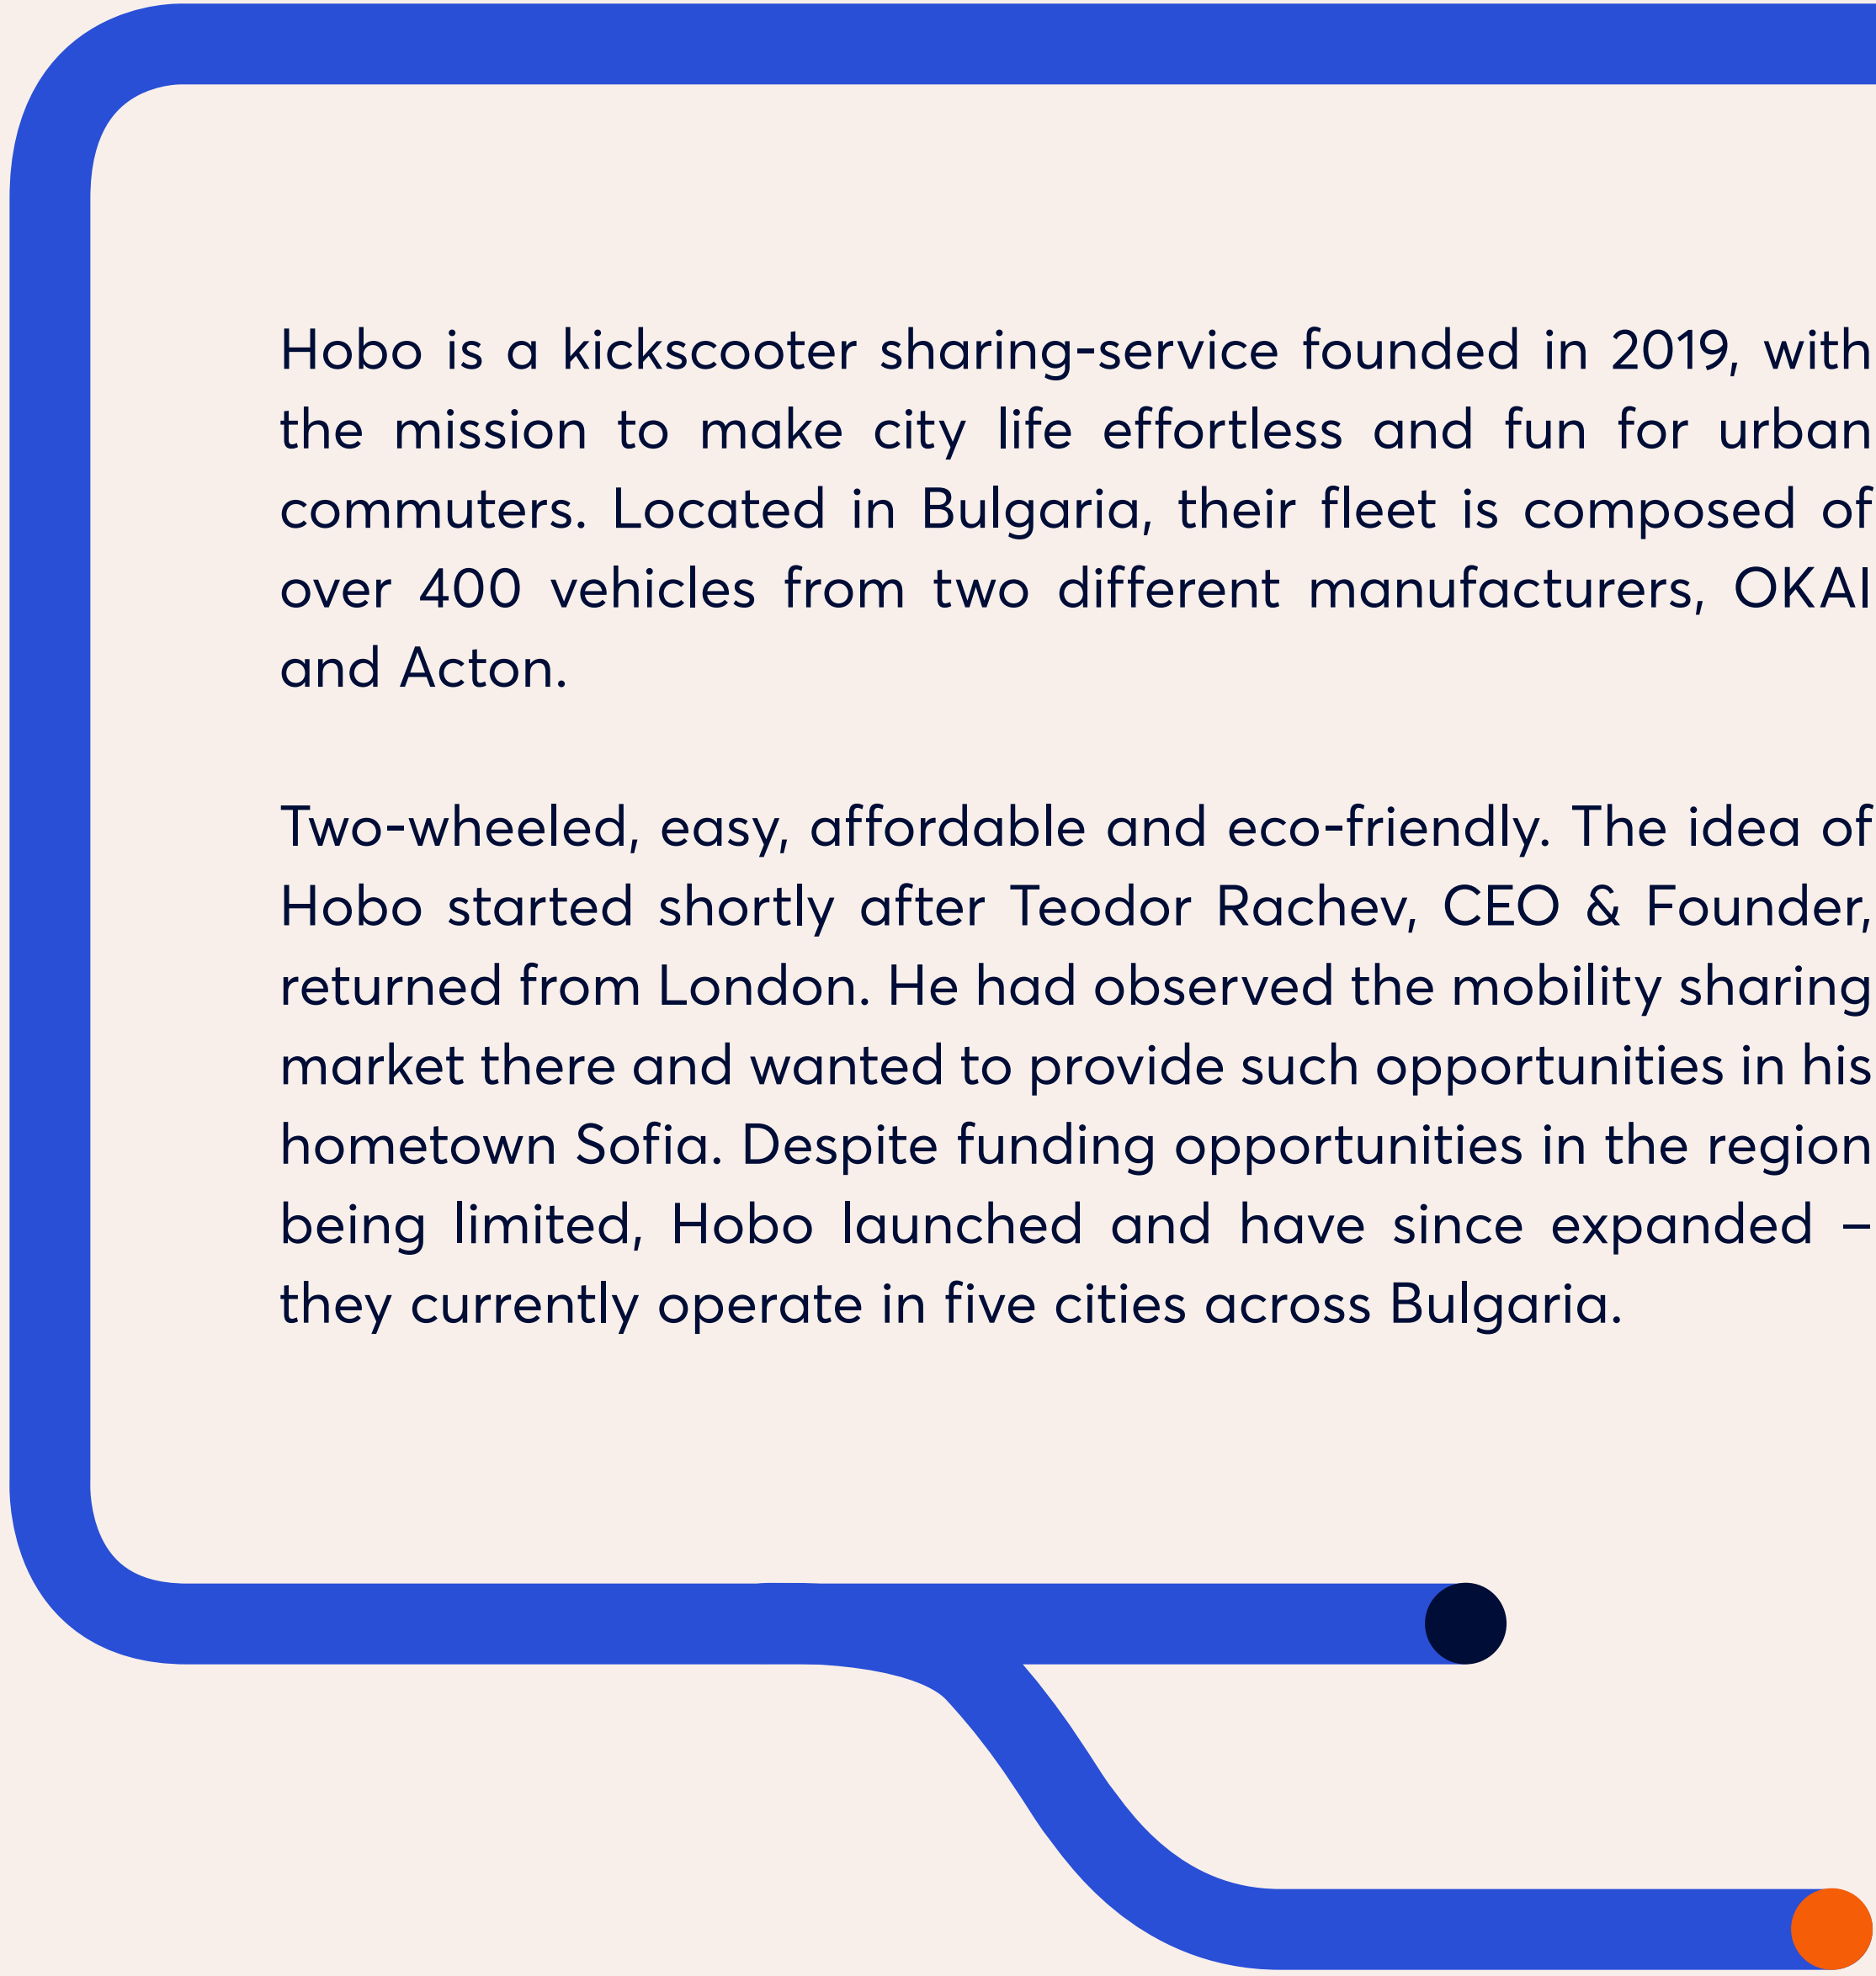 Hobo is a kickscooter sharing-service founded in 2019, with
the mission to make city life effortless and fun for urban
commuters. Located in Bulgaria, their fleet is composed of
over 400 vehicles from two different manufacturers, OKAI
and Acton.
Two-wheeled, easy, affordable and eco-friendly. The idea of
Hobo started shortly after Teodor Rachev, CEO & Founder,
returned from London. He had observed the mobility sharing
market there and wanted to provide such opportunities in his
hometown Sofia. Despite funding opportunities in the region
being limited, Hobo launched and have since expanded –
they currently operate in five cities across Bulgaria.